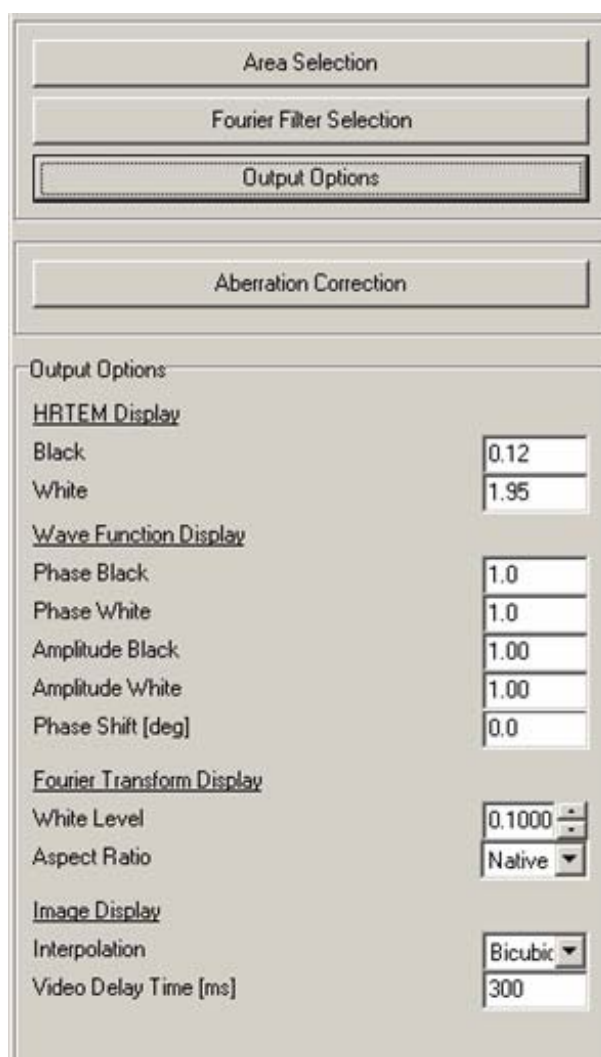 Area Selection
Fourier Filter Selection
Output Options
Aberration Correction
Output Options
HRTEM Display
Black 0.12
White 1.95
Wave Function Display
Phase Black 1.0
Phase White 1.0
Amplitude Black 1.00
Amplitude White 1.00
Phase Shift [deg] 0.0
Fourier Transform Display
White Level 0.1000
Aspect Ratio Native
Image Display
Interpolation Bicubic
Video Delay Time [ms] 300